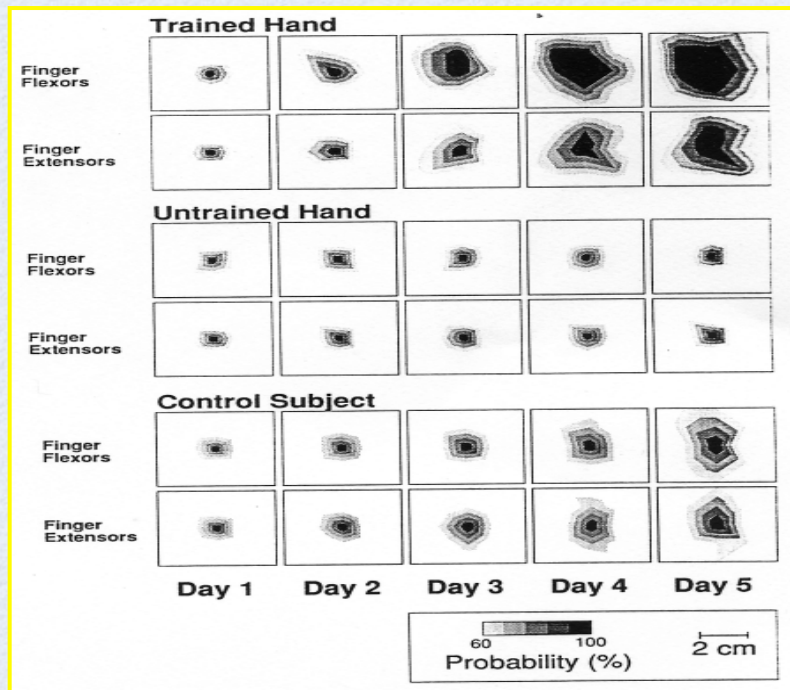 Trained Hand
Finger
Flexors
Finger
Extensors
Untrained Hand
Finger
Flexors
Finger
Extensors
Control Subject
Finger
Flexors
Finger
Extensors
Day 1 Day 2 Day 3 Day 4 Day 5
60 100
Probability (%)
2 cm